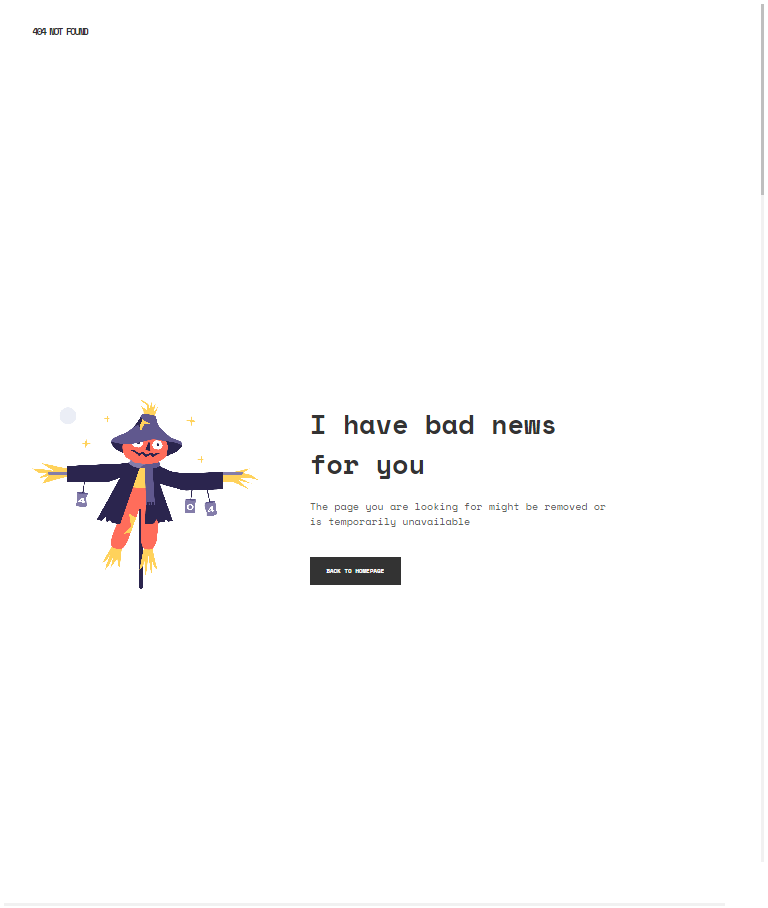 404 NOT FOUND
I have bad news
for you
The page you are looking for might be removed or
is temporarily unavailable
BACK TO HOMEPAGE
4
O
4